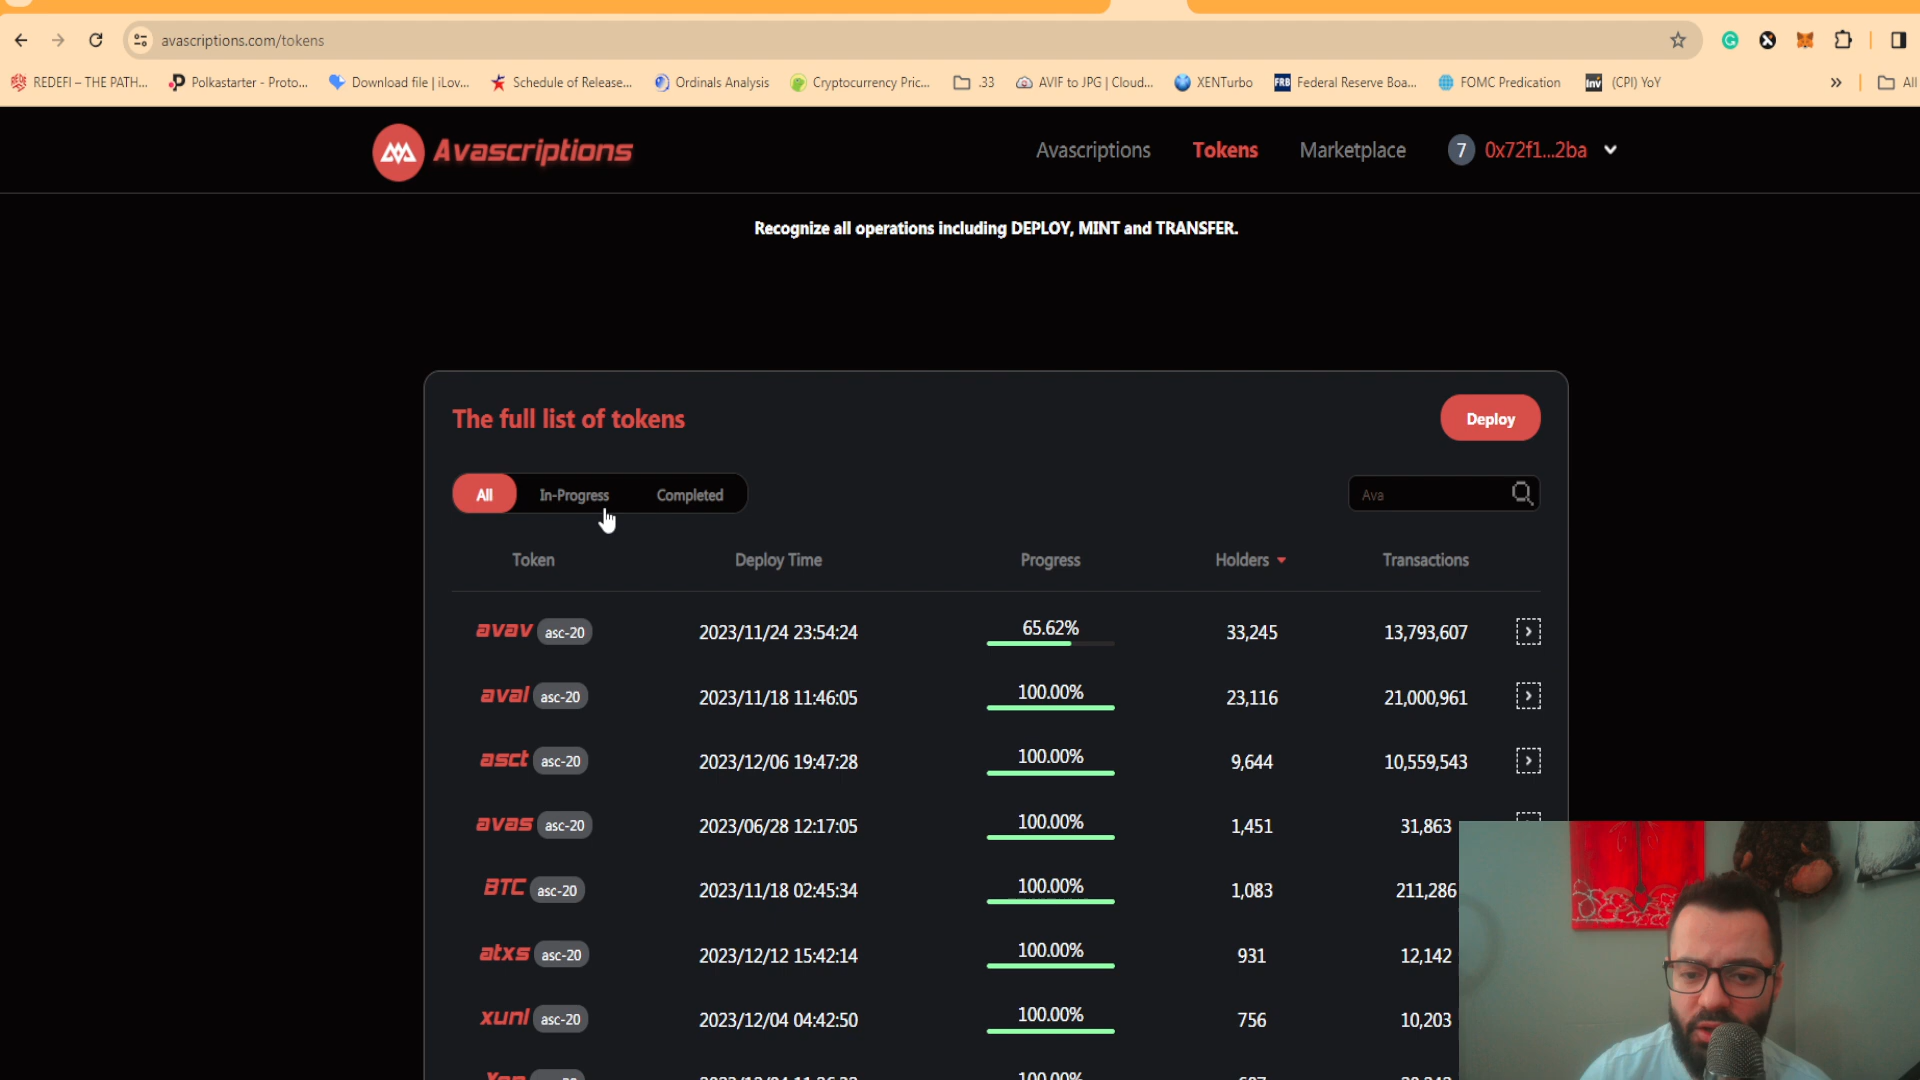 avascriptions.com/tokens
REDEFI – THE PATH...
Polkastarter - Proto...
Download file | iLov...
Schedule of Release...
Ordinals Analysis
Cryptocurrency Pric...
.33
AVIF to JPG | Cloud...
XENTurbo
FRB Federal Reserve Boa...
FOMC Predication
Inv (CPI) YoY
»
All
Avascriptions
Avascriptions
Tokens
Marketplace
7 0x72f1...2ba
Recognize all operations including DEPLOY, MINT and TRANSFER.
The full list of tokens
Deploy
All In-Progress Completed
Ava
Token Deploy Time Progress Holders Transactions
avav asc-20 2023/11/24 23:54:24 65.62% 33,245 13,793,607
aval asc-20 2023/11/18 11:46:05 100.00% 23,116 21,000,961
asct asc-20 2023/12/06 19:47:28 100.00% 9,644 10,559,543
avas asc-20 2023/06/28 12:17:05 100.00% 1,451 31,863
BTC asc-20 2023/11/18 02:45:34 100.00% 1,083 211,286
atxs asc-20 2023/12/12 15:42:14 100.00% 931 12,142
xunl asc-20 2023/12/04 04:42:50 100.00% 756 10,203